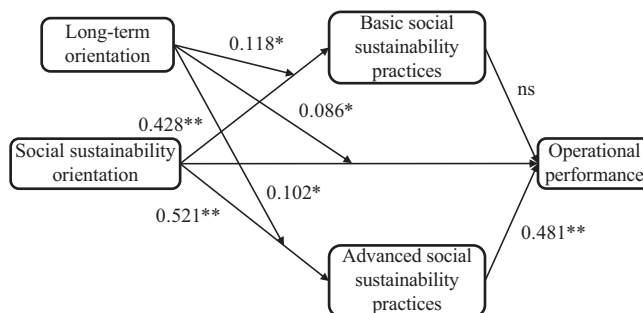 Long-term
orientation
Basic social
sustainability
practices
0.118*
ns
0.086*
0.428**
Social sustainability
orientation
Operational
performance
0.102*
0.521**
0.481**
Advanced social
sustainability
practices